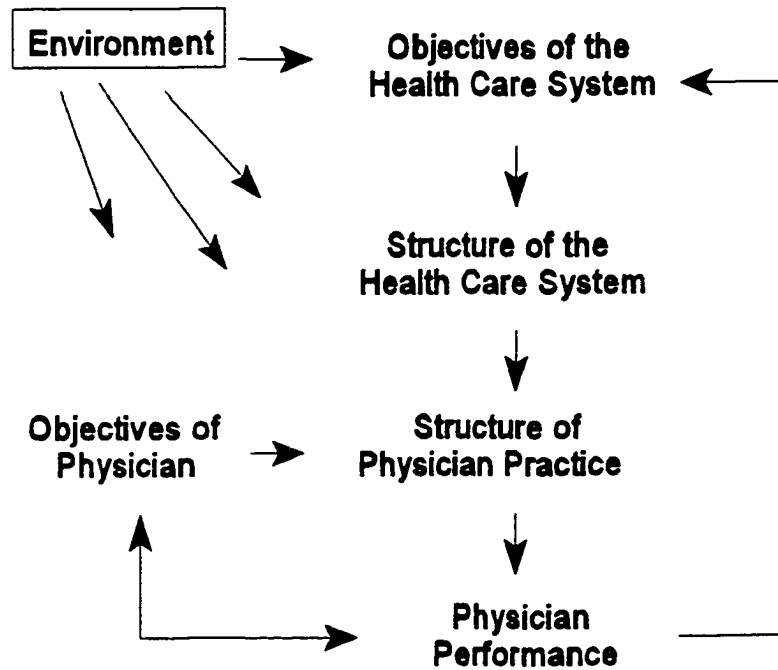 Environment
Objectives of the
Health Care System
Structure of the
Health Care System
Objectives of
Physician
Structure of
Physician Practice
Physician
Performance